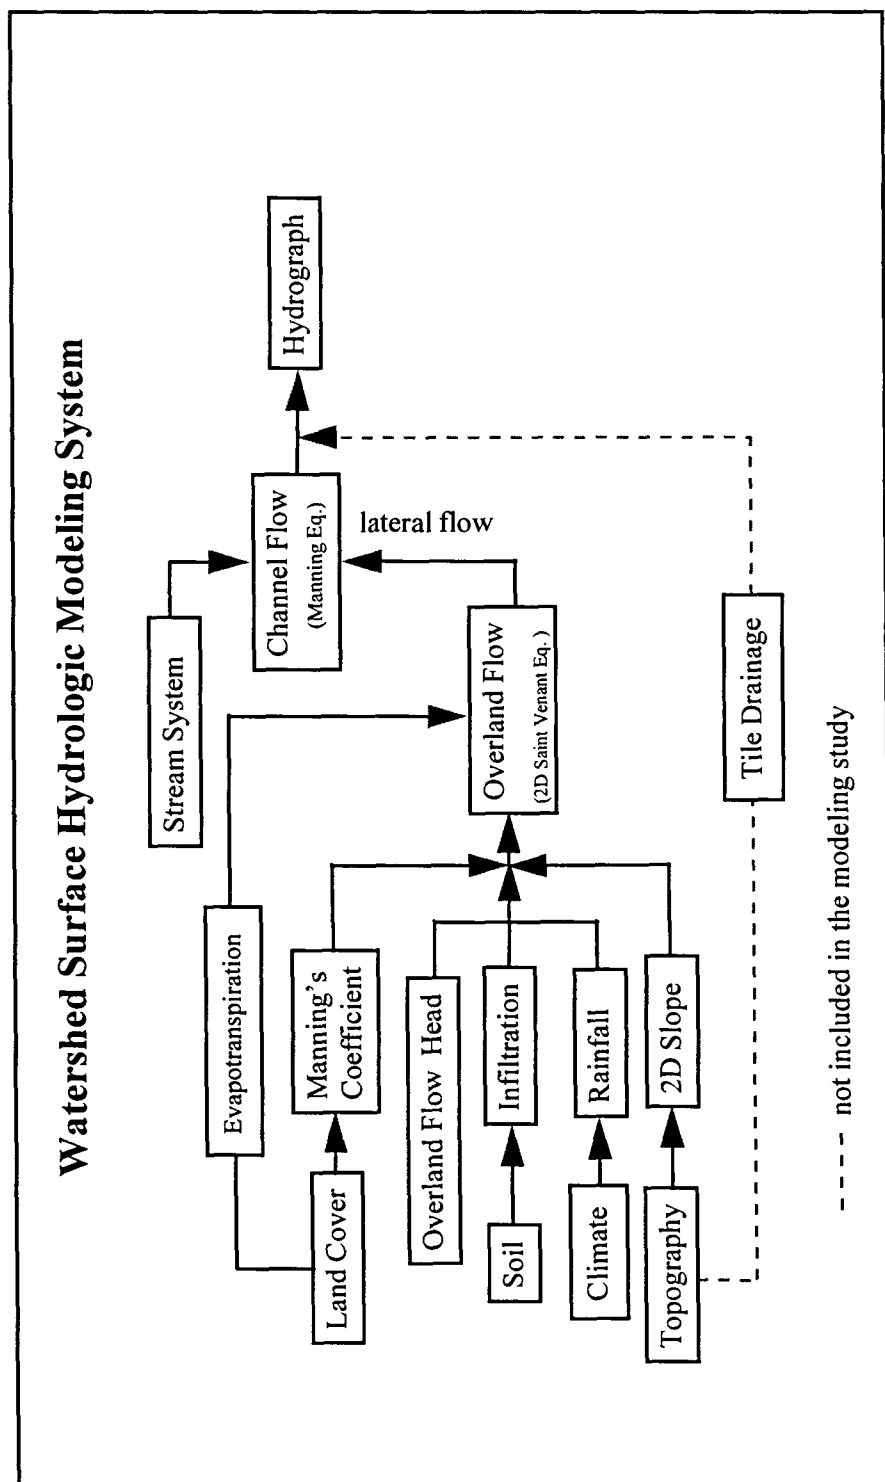 Watershed Surface Hydrologic Modeling System
Stream System
Evapotranspiration
Channel Flow
(Manning Eq.)
Hydrograph
Land Cover
Manning's
Coefficient
lateral flow
Overland Flow Head
Overland Flow
(2D Saint Venant Eq.)
Soil
Infiltration
Climate
Rainfall
Topography
2D Slope
Tile Drainage
---- not included in the modeling study